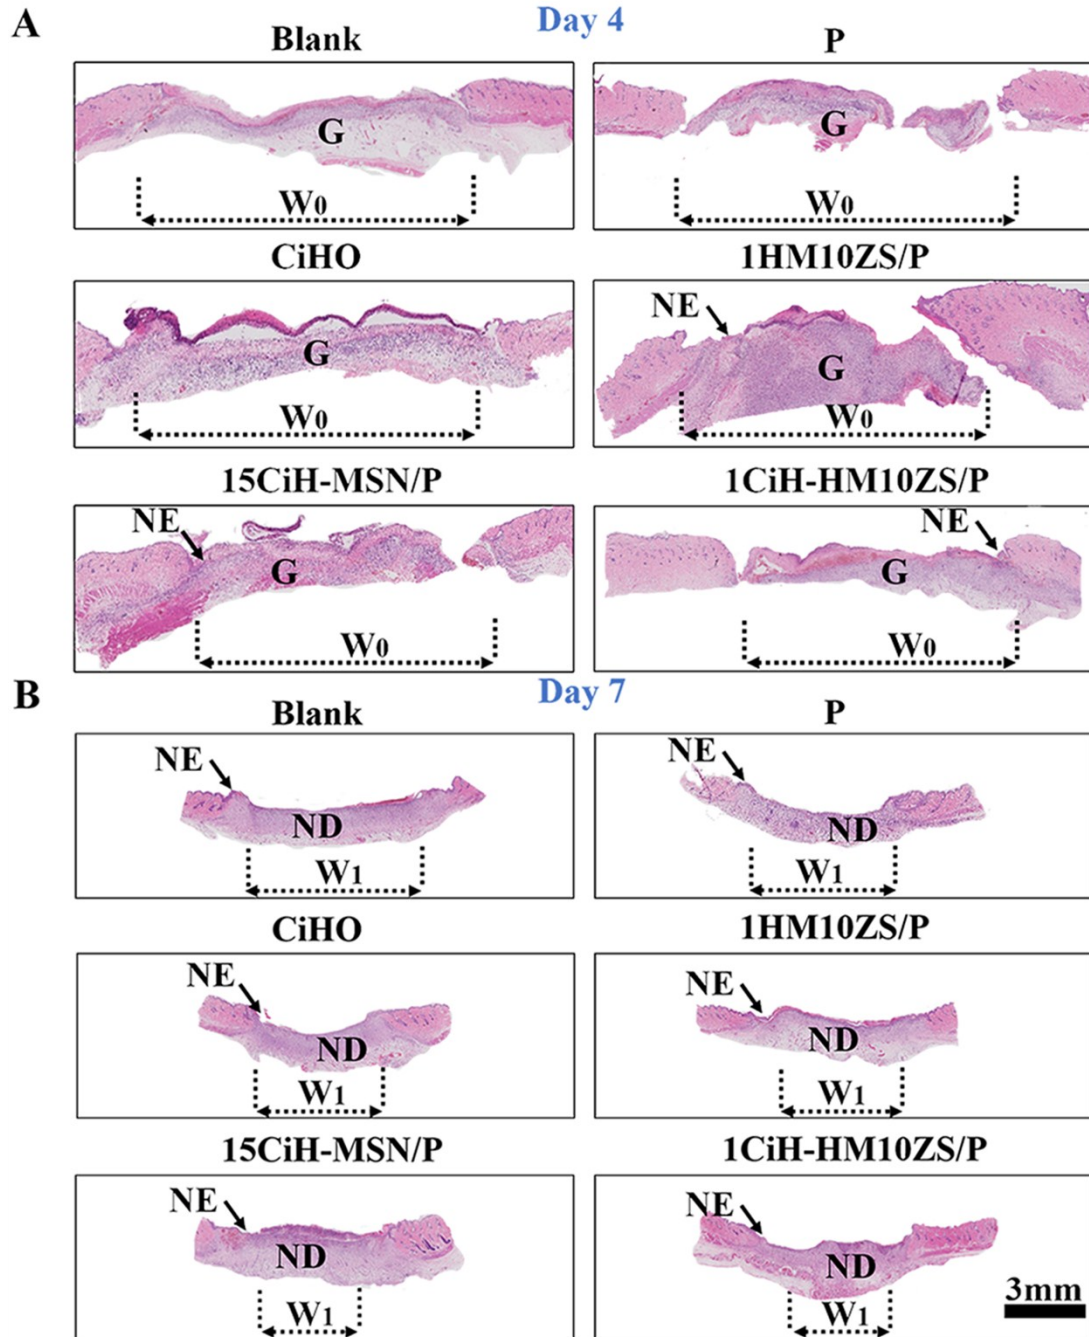 A
Day 4
Blank
P
G
W0
G
W0
CiHO
1HM10ZS/P
G
W0
NE
G
W0
15CiH-MSN/P
1CiH-HM10ZS/P
NE
G
W0
NE
G
W0
B
Day 7
Blank
P
NE
ND
W1
NE
ND
W1
CiHO
1HM10ZS/P
NE
ND
W1
NE
ND
W1
15CiH-MSN/P
1CiH-HM10ZS/P
NE
ND
W1
NE
ND
W1
3mm